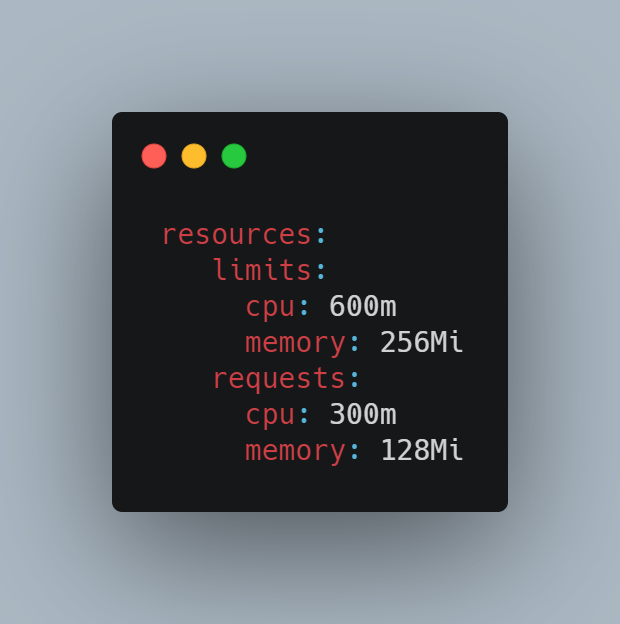 resources:
   limits:
     cpu: 600m
     memory: 256Mi
   requests:
     cpu: 300m
     memory: 128Mi